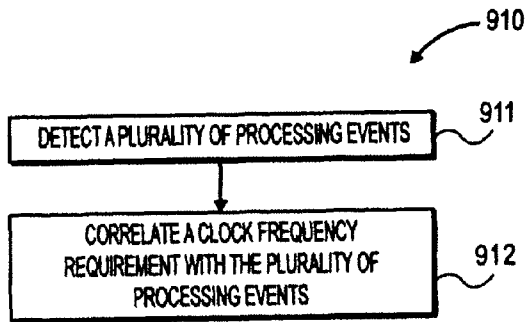 910
DETECT A PLURALITY OF PROCESSING EVENTS
911
CORRELATE A CLOCK FREQUENCY
REQUIREMENT WITH THE PLURALITY OF
PROCESSING EVENTS
912